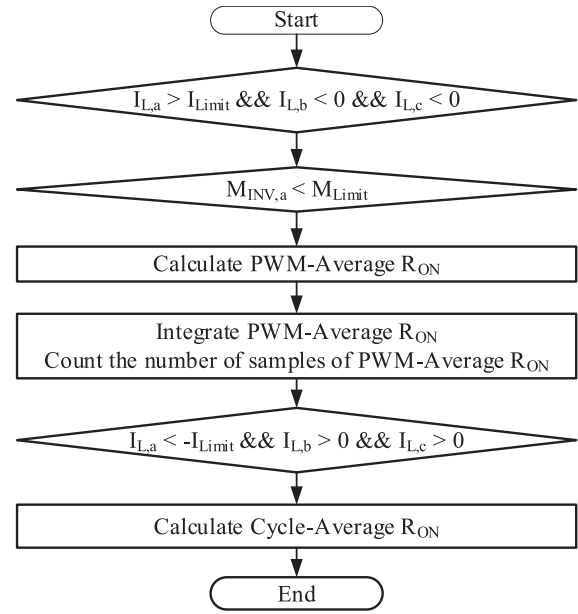 Start
I_L,a > I_Limit && I_L,b < 0 && I_L,c < 0
M_INV,a < M_Limit
Calculate PWM-Average R_ON
Integrate PWM-Average R_ON
Count the number of samples of PWM-Average R_ON
I_L,a < -I_Limit && I_L,b > 0 && I_L,c > 0
Calculate Cycle-Average R_ON
End